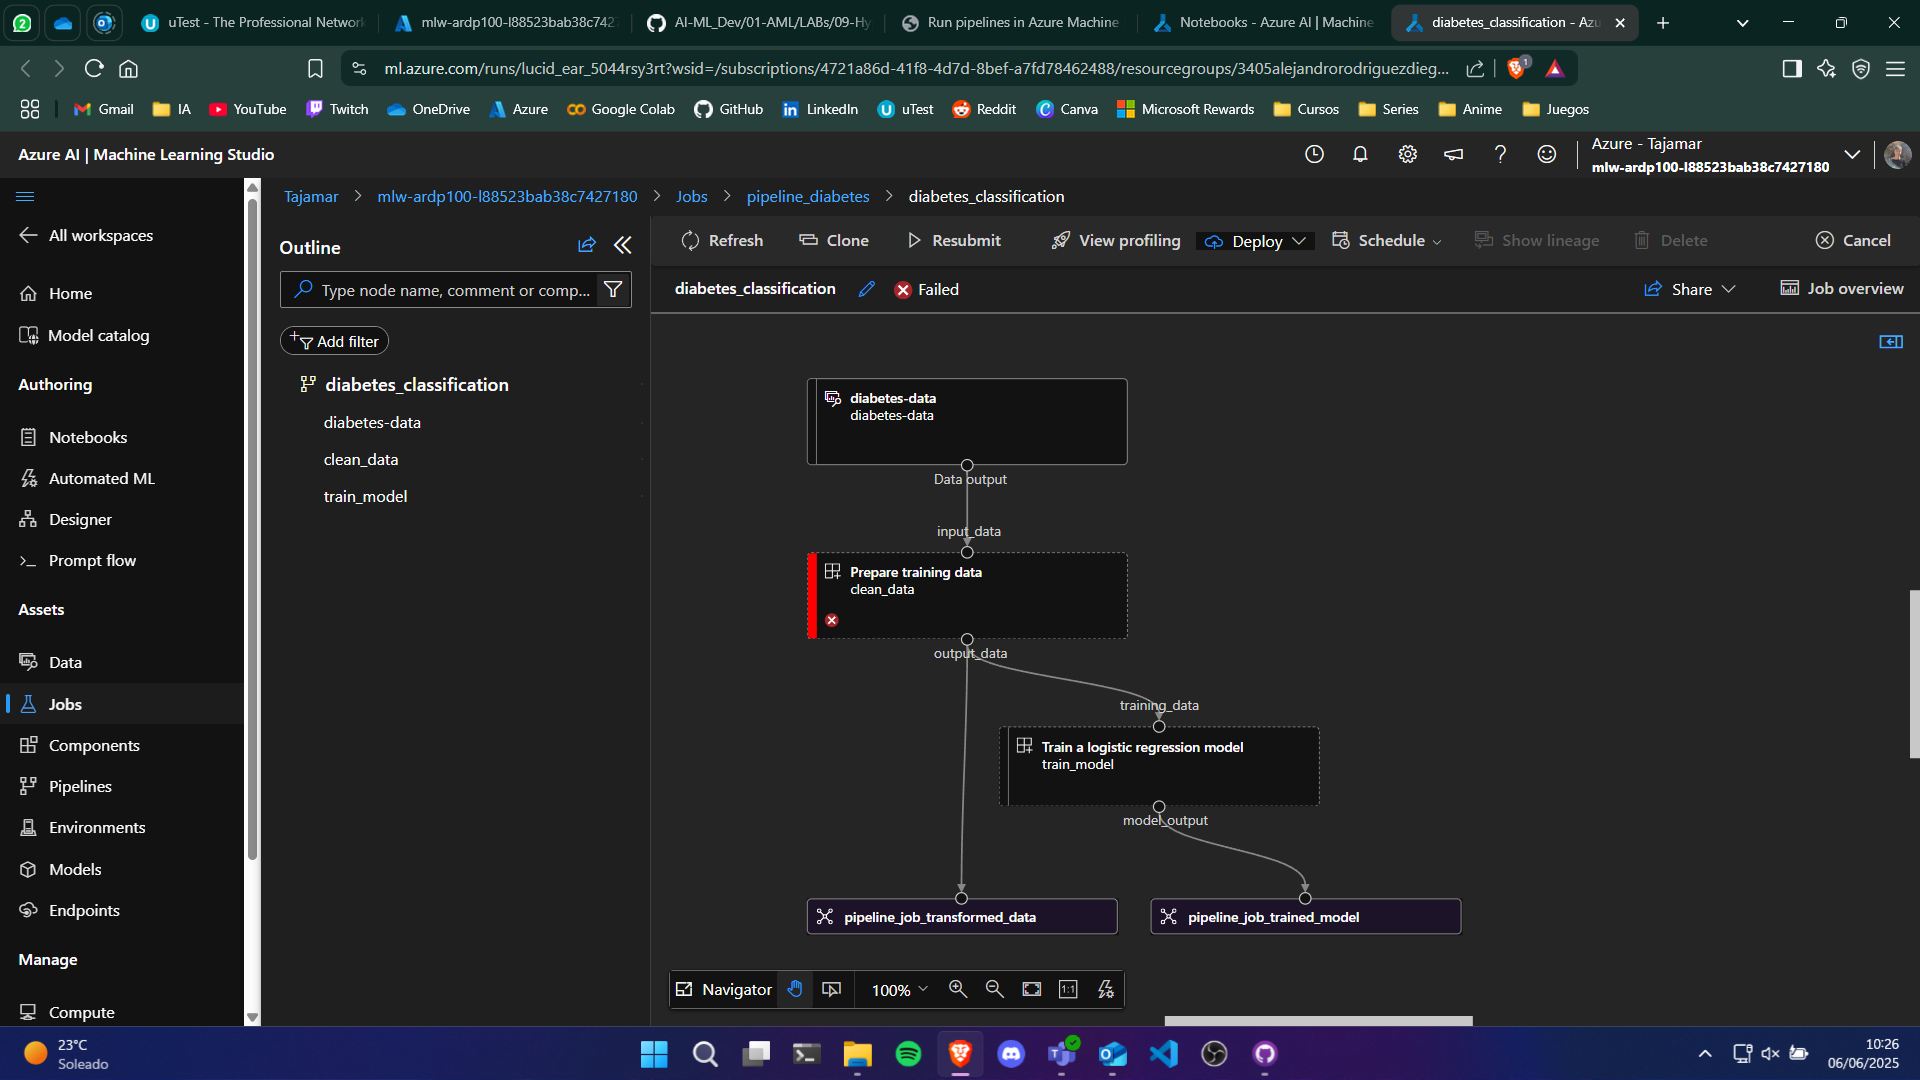 uTest - The Professional Network
mlw-ardp100-l88523bab38c7427
AI-ML_Dev/01-AML/LABs/09-Hy
Run pipelines in Azure Machine
Notebooks - Azure AI | Machine
diabetes_classification - Azu
ml.azure.com/runs/lucid_ear_5044rsy3rt?wsid=/subscriptions/4721a86d-41f8-4d7d-8bef-a7fd78462488/resourcegroups/3405alejandrorodriguezdieg...
1
Gmail
IA
YouTube
Twitch
OneDrive
Azure
Google Colab
GitHub
LinkedIn
uTest
Reddit
Canva
Microsoft Rewards
Cursos
Series
Anime
Juegos
Azure AI | Machine Learning Studio
Azure - Tajamar
mlw-ardp100-l88523bab38c7427180
Tajamar > mlw-ardp100-l88523bab38c7427180 > Jobs > pipeline_diabetes > diabetes_classification
All workspaces
Home
Model catalog
Authoring
Notebooks
Automated ML
Designer
Prompt flow
Assets
Data
Jobs
Components
Pipelines
Environments
Models
Endpoints
Manage
Compute
Outline
Type node name, comment or comp...
Add filter
diabetes_classification
diabetes-data
clean_data
train_model
Refresh
Clone
Resubmit
View profiling
Deploy
Schedule
Show lineage
Delete
Cancel
diabetes_classification
Failed
Share
Job overview
diabetes-data
diabetes-data
Data output
input_data
Prepare training data
clean_data
output_data
training_data
Train a logistic regression model
train_model
model_output
pipeline_job_transformed_data
pipeline_job_trained_model
Navigator
100%
1:1
23°C
Soleado
10:26
06/06/2025